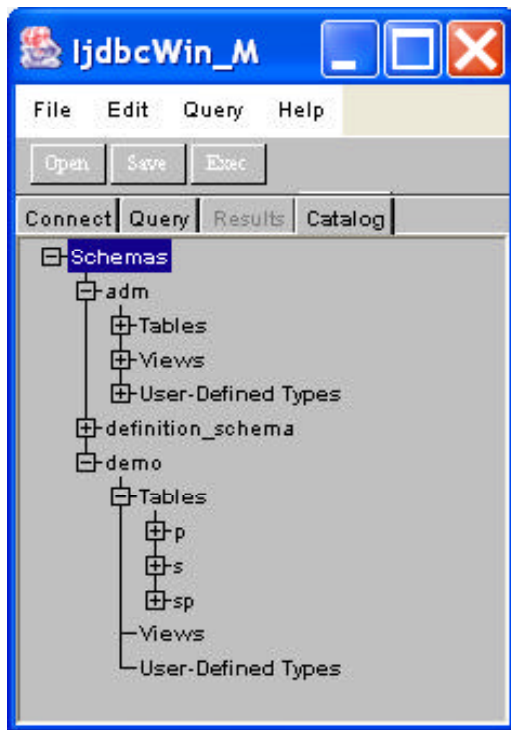 ljdbcWin_M
File Edit Query Help
Open Save Exec
Connect Query Results Catalog
Schemas
adm
Tables
Views
User-Defined Types
definition_schema
demo
Tables
p
s
sp
Views
User-Defined Types